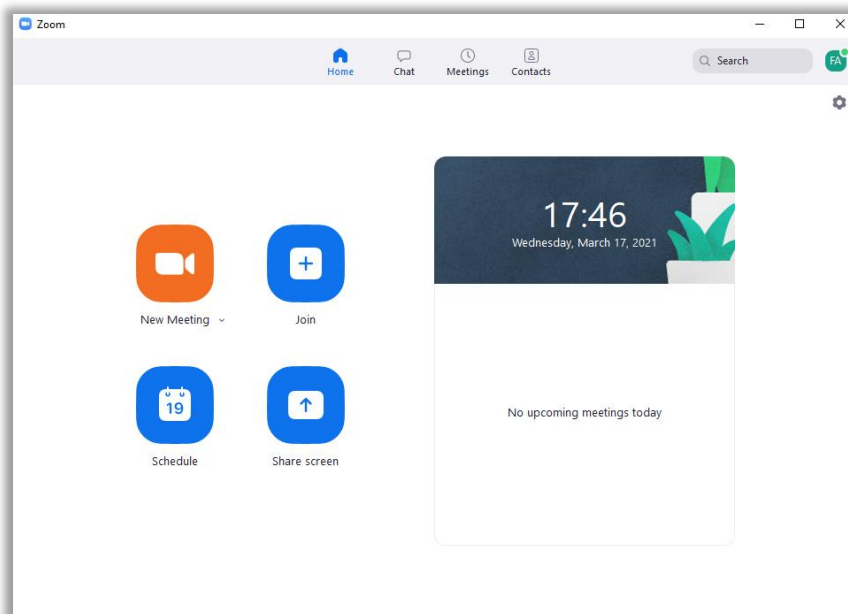 Zoom
Home
Chat
Meetings
Contacts
Search
FA
17:46
Wednesday, March 17, 2021
New Meeting
Join
19
Schedule
Share screen
No upcoming meetings today